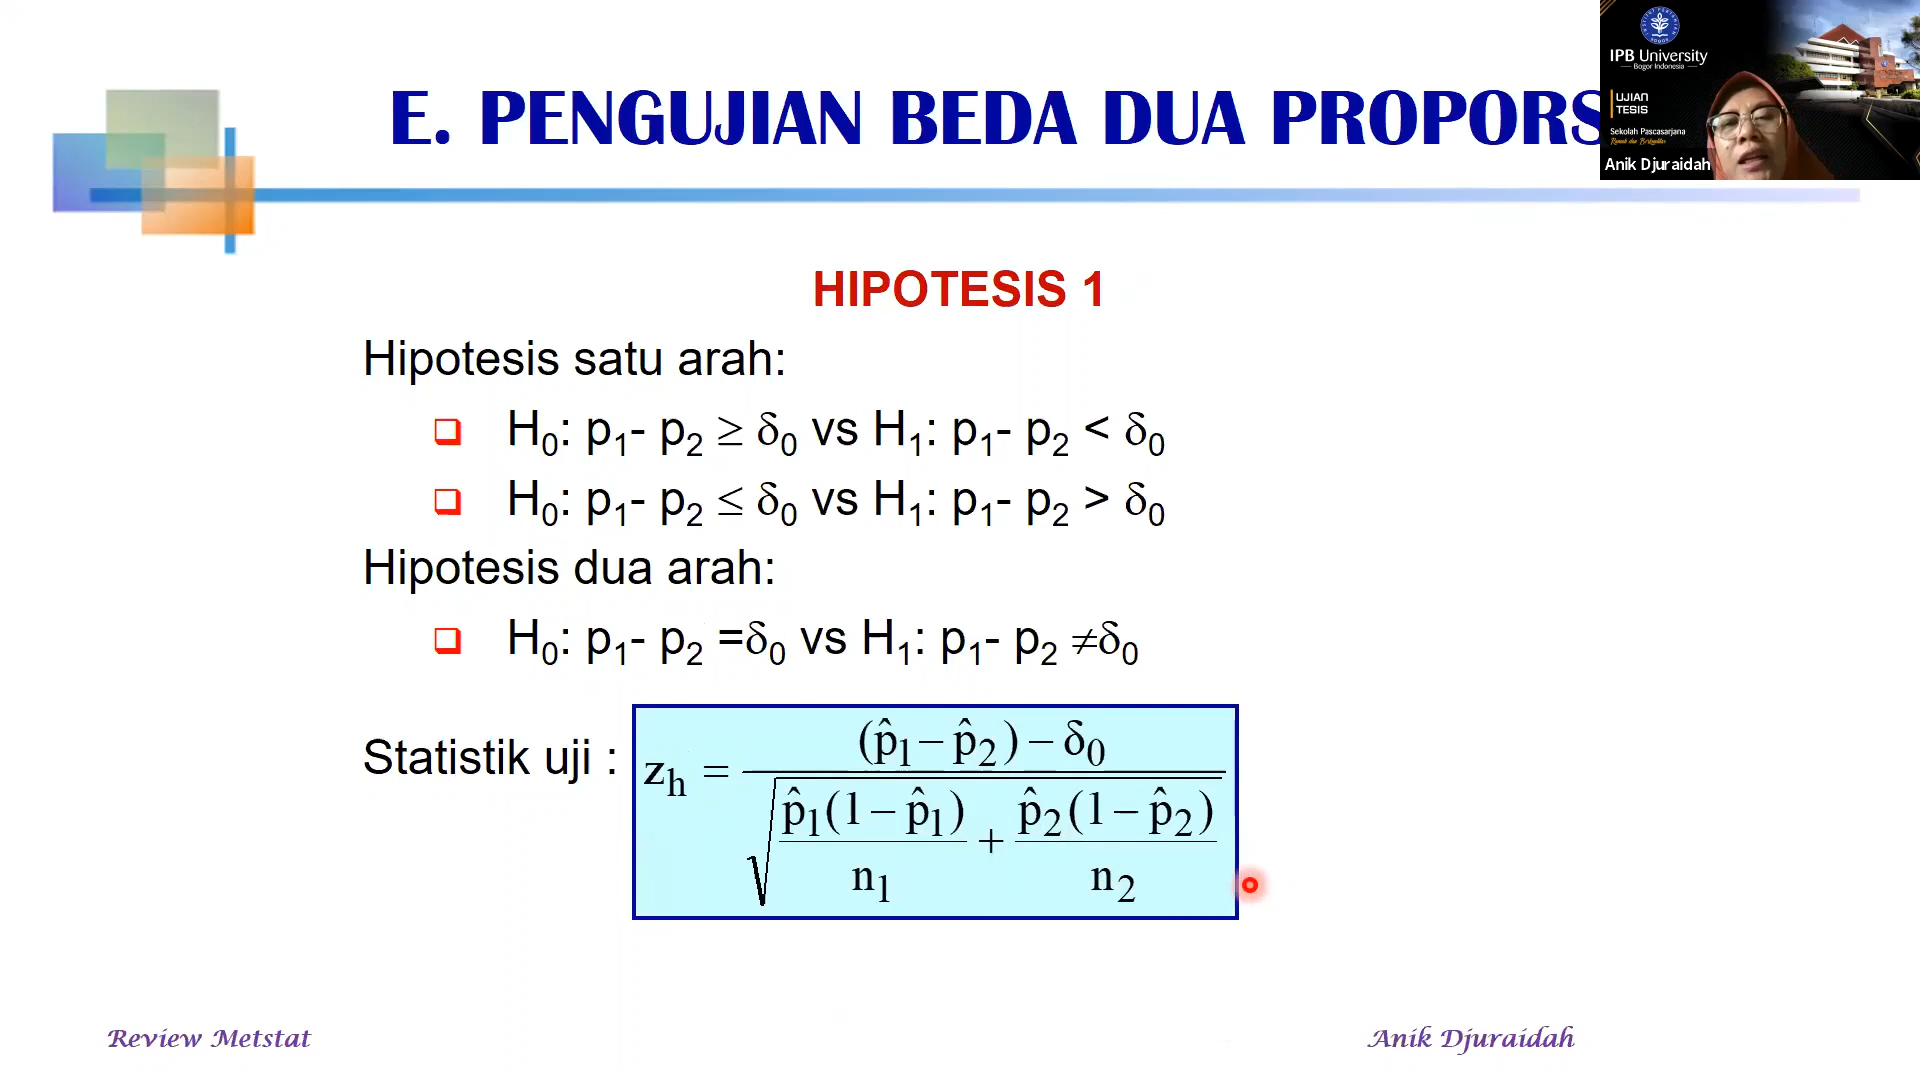 E. PENGUJIAN BEDA DUA PROPORS
IPB University
Bogor Indonesia
UJIAN
TESIS
Sekolah Pascasarjana
Anik Djuraidah
HIPOTESIS 1
Hipotesis satu arah:
❑ H₀: p₁- p₂ ≥ δ₀ vs H₁: p₁- p₂ < δ₀
❑ H₀: p₁- p₂ ≤ δ₀ vs H₁: p₁- p₂ > δ₀
Hipotesis dua arah:
❑ H₀: p₁- p₂ =δ₀ vs H₁: p₁- p₂ ≠δ₀
Statistik uji : z_h = ((p̂₁ – p̂₂) – δ₀) / √(p̂₁(1 – p̂₁)/n₁ + p̂₂(1 – p̂₂)/n₂)
Review Metstat
Anik Djuraidah